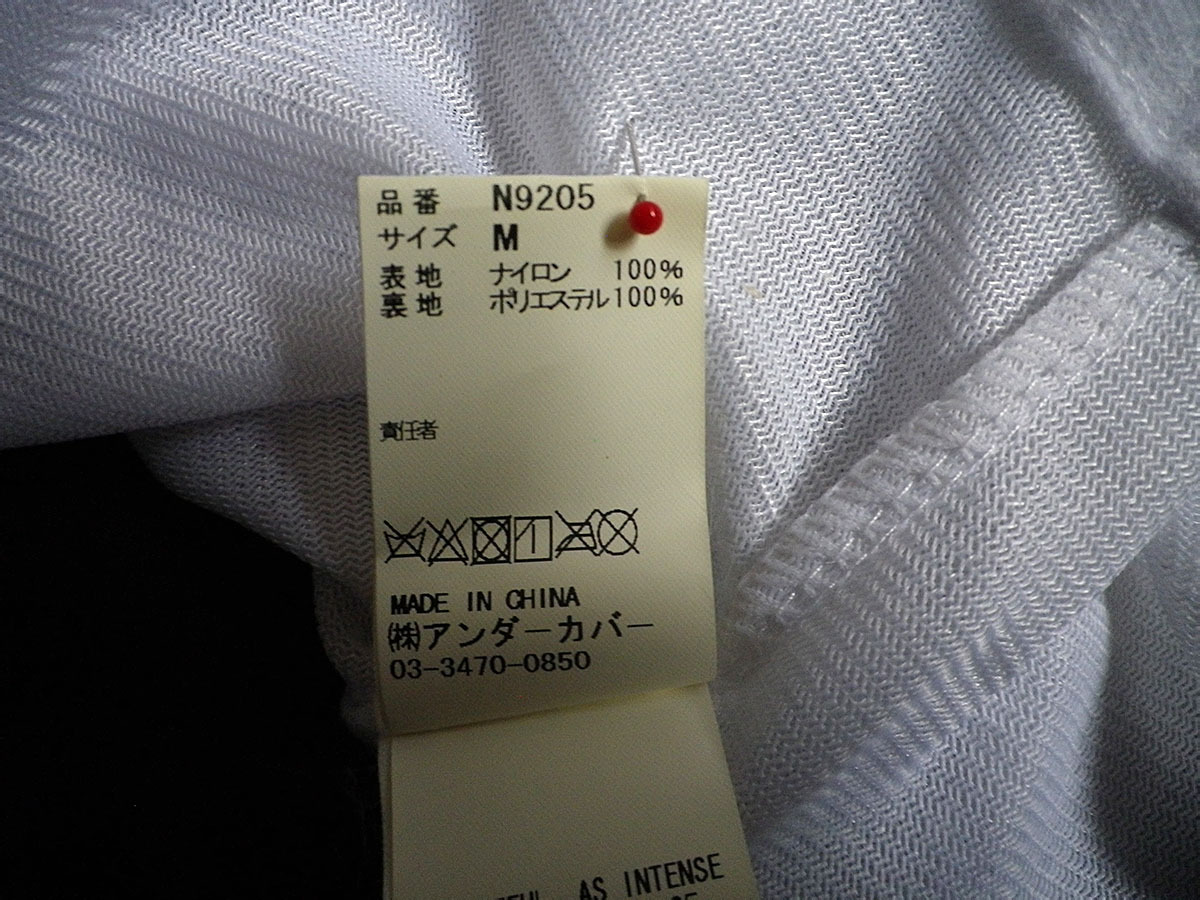 品番 N9205
サイズ M
表地 ナイロン 100%
裏地 ポリエステル100%
責任者
MADE IN CHINA
㈱アンダーカバー
03-3470-0850
AS INTENSE